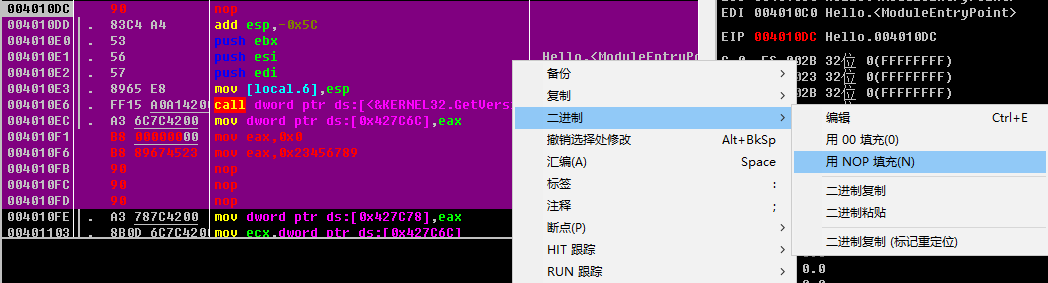 004010DC 90 nop
004010DD . 83C4 A4 add esp,-0x5C
004010E0 . 53 push ebx
004010E1 . 56 push esi Hello.<ModuleEntryPoint>
004010E2 . 57 push edi
004010E3 . 8965 E8 mov [local.6],esp
004010E6 . FF15 A0A14200 call dword ptr ds:[<&KERNEL32.GetVersi
004010EC . A3 6C7C4200 mov dword ptr ds:[0x427C6C],eax
004010F1 B8 00000000 mov eax,0x0
004010F6 B8 89674523 mov eax,0x23456789
004010FB 90 nop
004010FC 90 nop
004010FD 90 nop
004010FE . A3 787C4200 mov dword ptr ds:[0x427C78],eax
00401103 . 8B0D 6C7C4200 mov ecx,dword ptr ds:[0x427C6C]
备份
复制
二进制
撤销选择处修改 Alt+BkSp
汇编(A) Space
标签 :
注释 ;
断点(P)
HIT 跟踪
RUN 跟踪
编辑 Ctrl+E
用 00 填充(0)
用 NOP 填充(N)
二进制复制
二进制粘贴
二进制复制 (标记重定位)
EDI 004010C0 Hello.<ModuleEntryPoint>
EIP 004010DC Hello.004010DC
C 0 ES 002B 32位 0(FFFFFFFF)
0023 32位 0(FFFFFFFF)
002B 32位 0(FFFFFFFF)
0.0
0.0